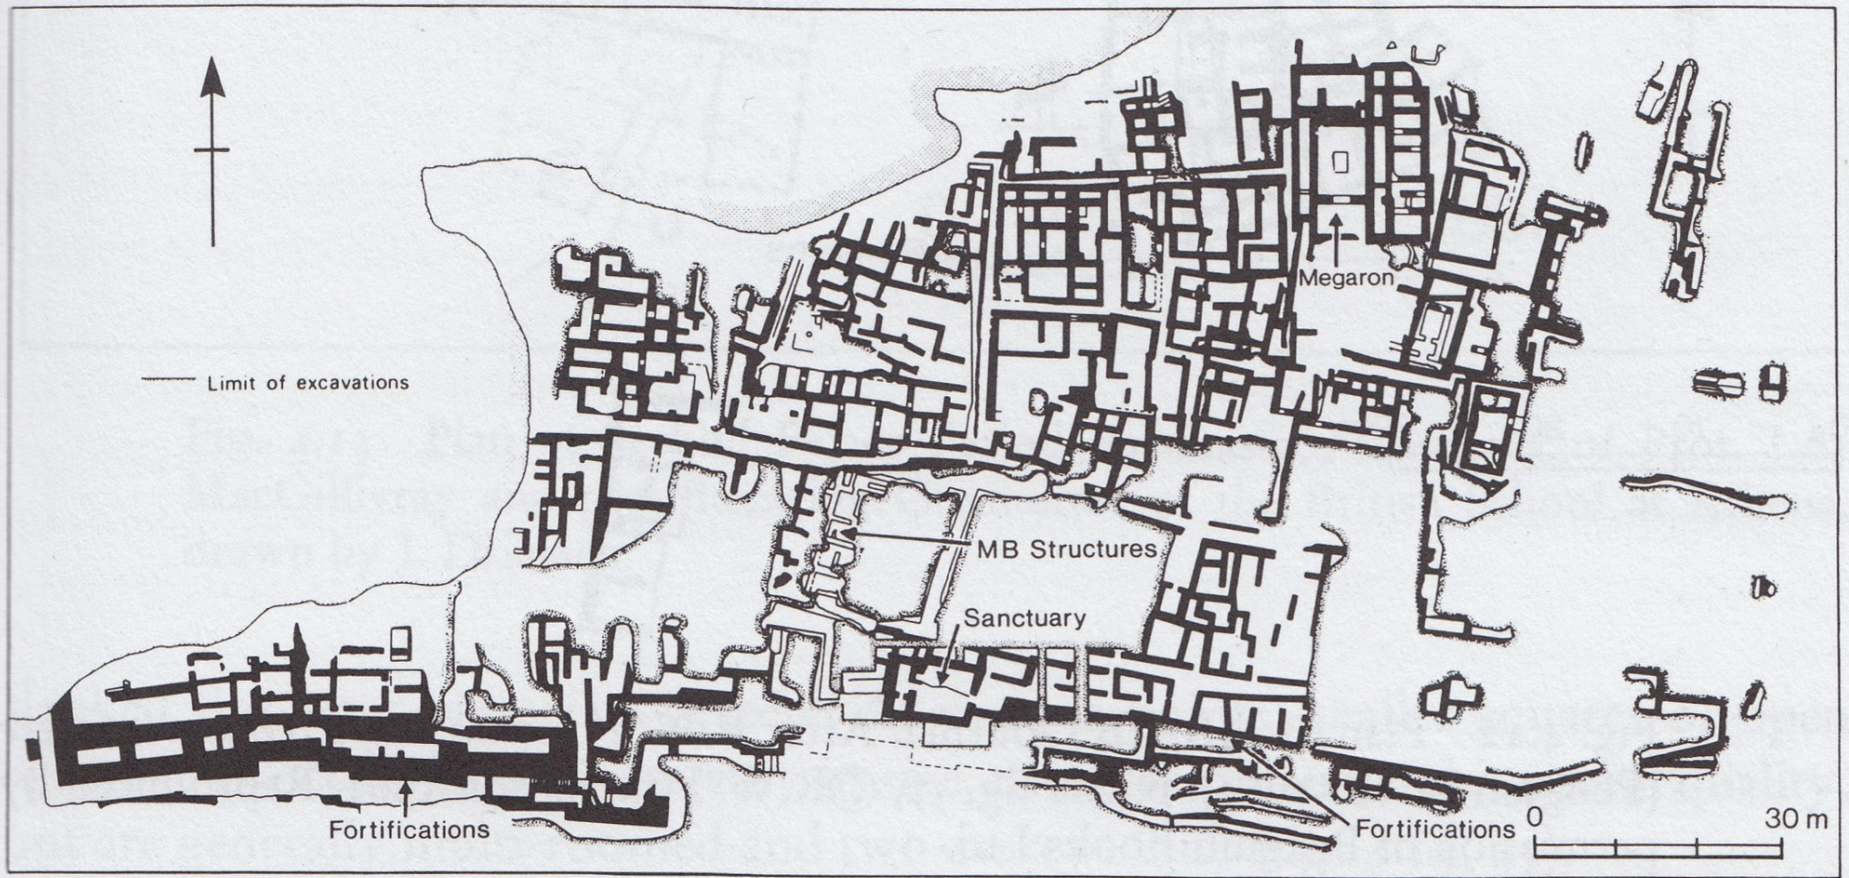 Megaron
Limit of excavations
MB Structures
Sanctuary
Fortifications
Fortifications
0 30 m